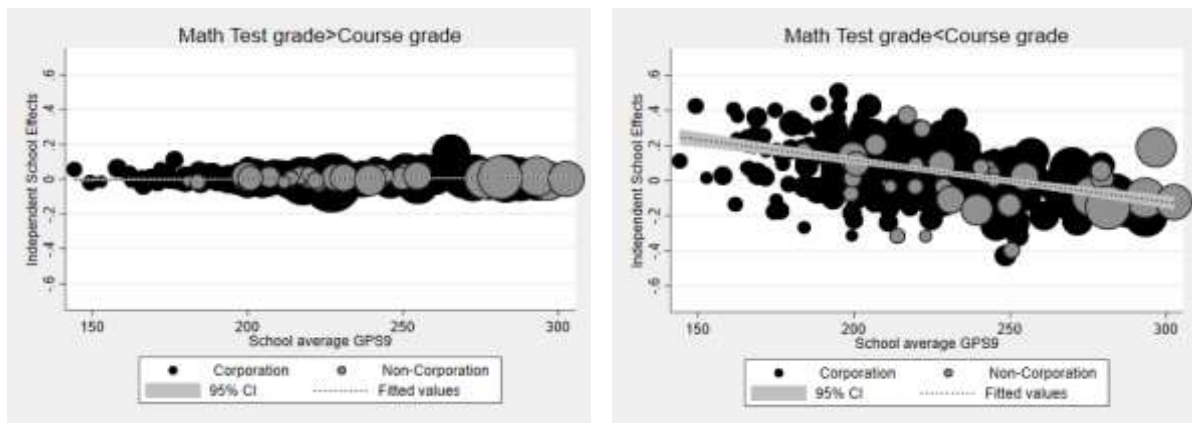 Math Test grade>Course grade
Independent School Effects
.6
.4
.2
0
-.2
-.4
-.6
150 200 250 300
School average GPS9
Corporation Non-Corporation
95% CI Fitted values
Math Test grade<Course grade
Independent School Effects
.6
.4
.2
0
-.2
-.4
-.6
150 200 250 300
School average GPS9
Corporation Non-Corporation
95% CI Fitted values